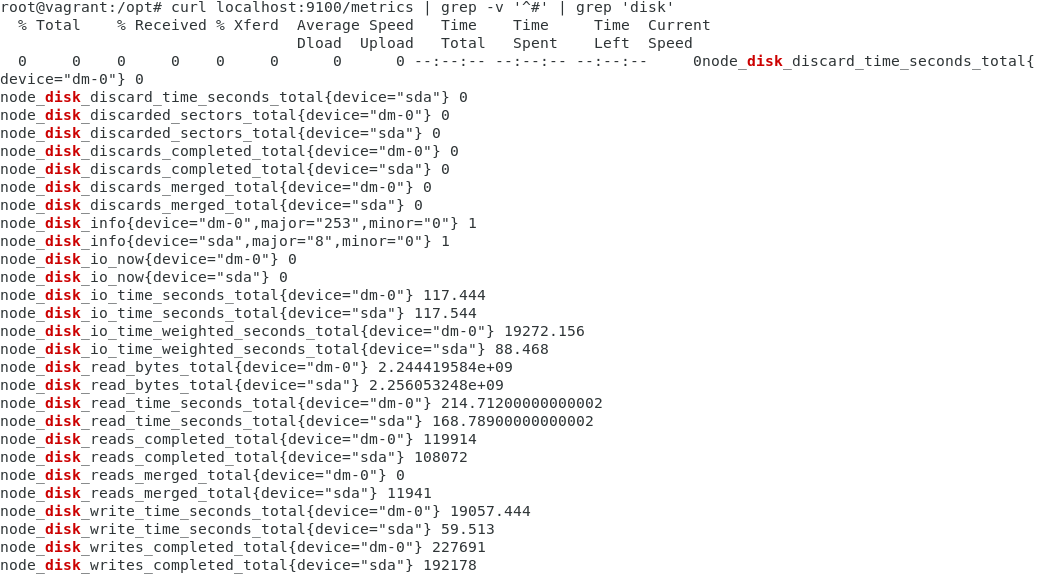 root@vagrant:/opt# curl localhost:9100/metrics | grep -v '^#' | grep 'disk'
  % Total    % Received % Xferd  Average Speed   Time    Time     Time  Current
                                 Dload  Upload   Total   Spent    Left  Speed
  0     0    0     0    0     0      0      0 --:--:-- --:--:-- --:--:--     0node_disk_discard_time_seconds_total{
device="dm-0"} 0
node_disk_discard_time_seconds_total{device="sda"} 0
node_disk_discarded_sectors_total{device="dm-0"} 0
node_disk_discarded_sectors_total{device="sda"} 0
node_disk_discards_completed_total{device="dm-0"} 0
node_disk_discards_completed_total{device="sda"} 0
node_disk_discards_merged_total{device="dm-0"} 0
node_disk_discards_merged_total{device="sda"} 0
node_disk_info{device="dm-0",major="253",minor="0"} 1
node_disk_info{device="sda",major="8",minor="0"} 1
node_disk_io_now{device="dm-0"} 0
node_disk_io_now{device="sda"} 0
node_disk_io_time_seconds_total{device="dm-0"} 117.444
node_disk_io_time_seconds_total{device="sda"} 117.544
node_disk_io_time_weighted_seconds_total{device="dm-0"} 19272.156
node_disk_io_time_weighted_seconds_total{device="sda"} 88.468
node_disk_read_bytes_total{device="dm-0"} 2.244419584e+09
node_disk_read_bytes_total{device="sda"} 2.256053248e+09
node_disk_read_time_seconds_total{device="dm-0"} 214.71200000000002
node_disk_read_time_seconds_total{device="sda"} 168.78900000000002
node_disk_reads_completed_total{device="dm-0"} 119914
node_disk_reads_completed_total{device="sda"} 108072
node_disk_reads_merged_total{device="dm-0"} 0
node_disk_reads_merged_total{device="sda"} 11941
node_disk_write_time_seconds_total{device="dm-0"} 19057.444
node_disk_write_time_seconds_total{device="sda"} 59.513
node_disk_writes_completed_total{device="dm-0"} 227691
node_disk_writes_completed_total{device="sda"} 192178